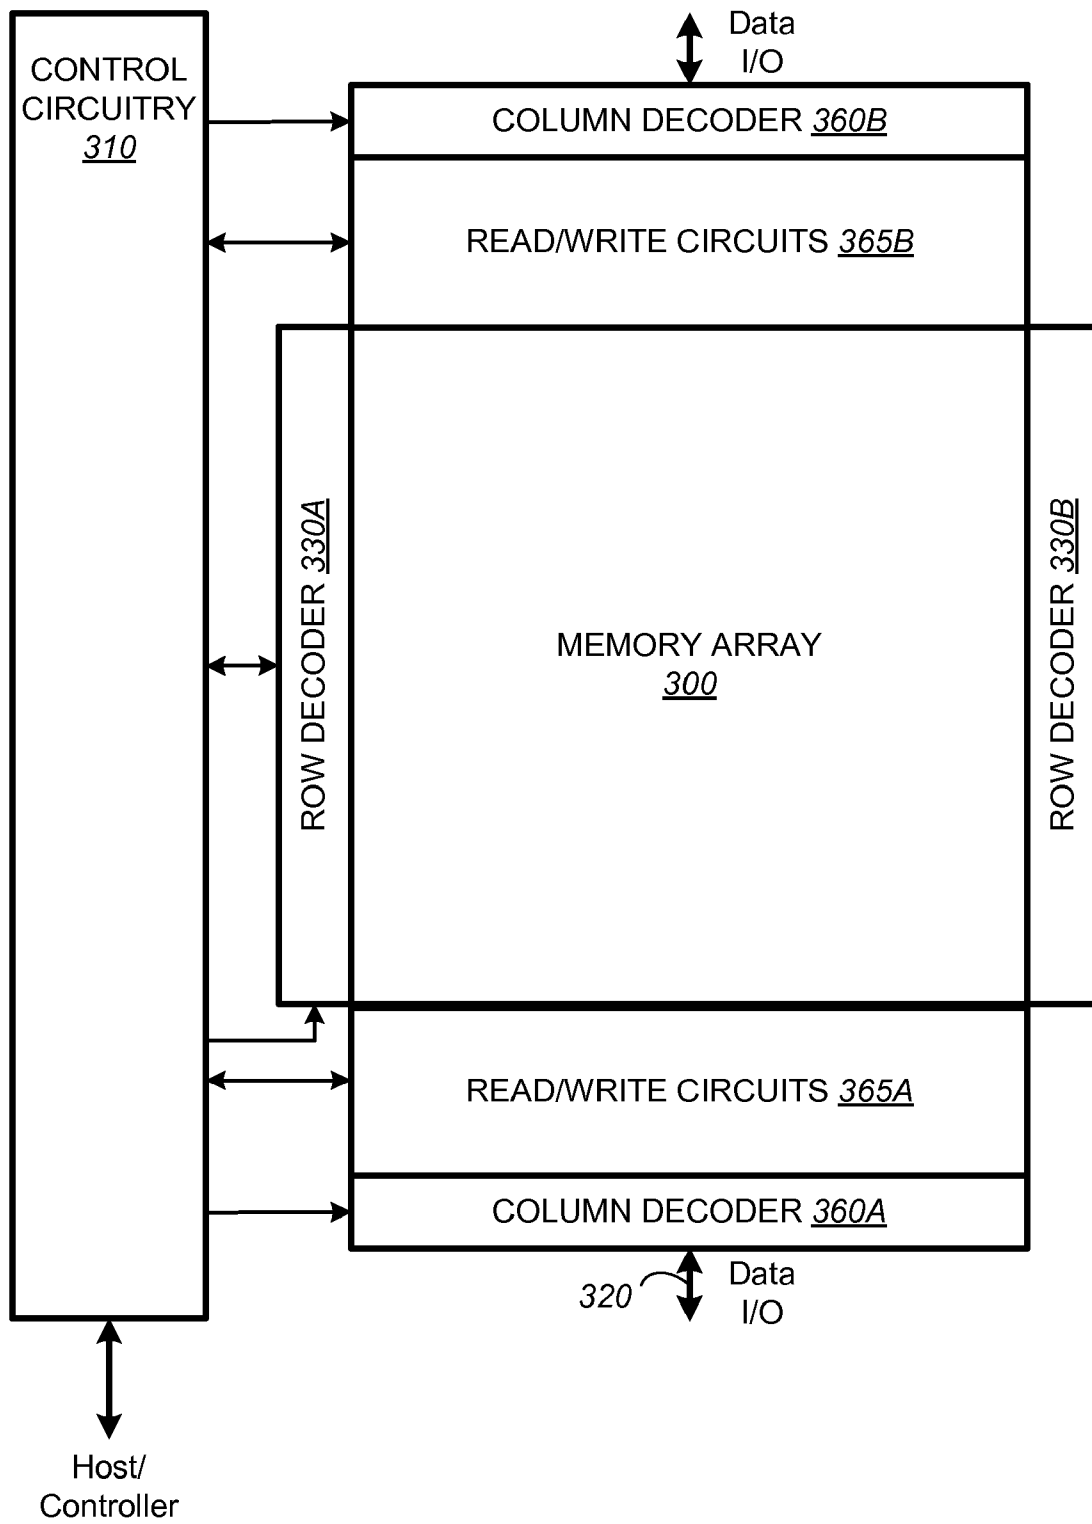 Data
I/O
CONTROL
CIRCUITRY
310
COLUMN DECODER 360B
READ/WRITE CIRCUITS 365B
ROW DECODER 330A
MEMORY ARRAY
300
ROW DECODER 330B
READ/WRITE CIRCUITS 365A
COLUMN DECODER 360A
320
Data
I/O
Host/
Controller